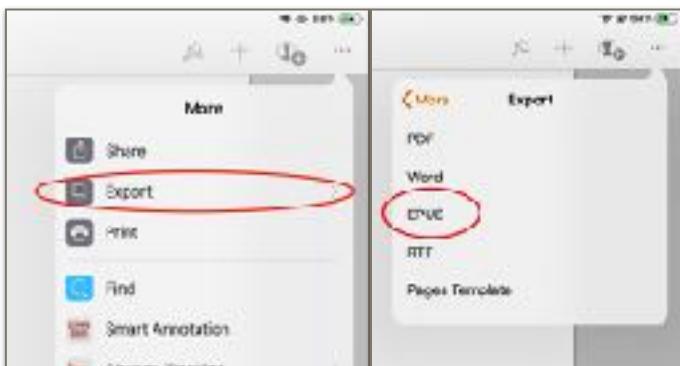 More
Share
Export
Print
Find
Smart Annotation
More
Export
PDF
Word
EPUB
RTF
Pages Template